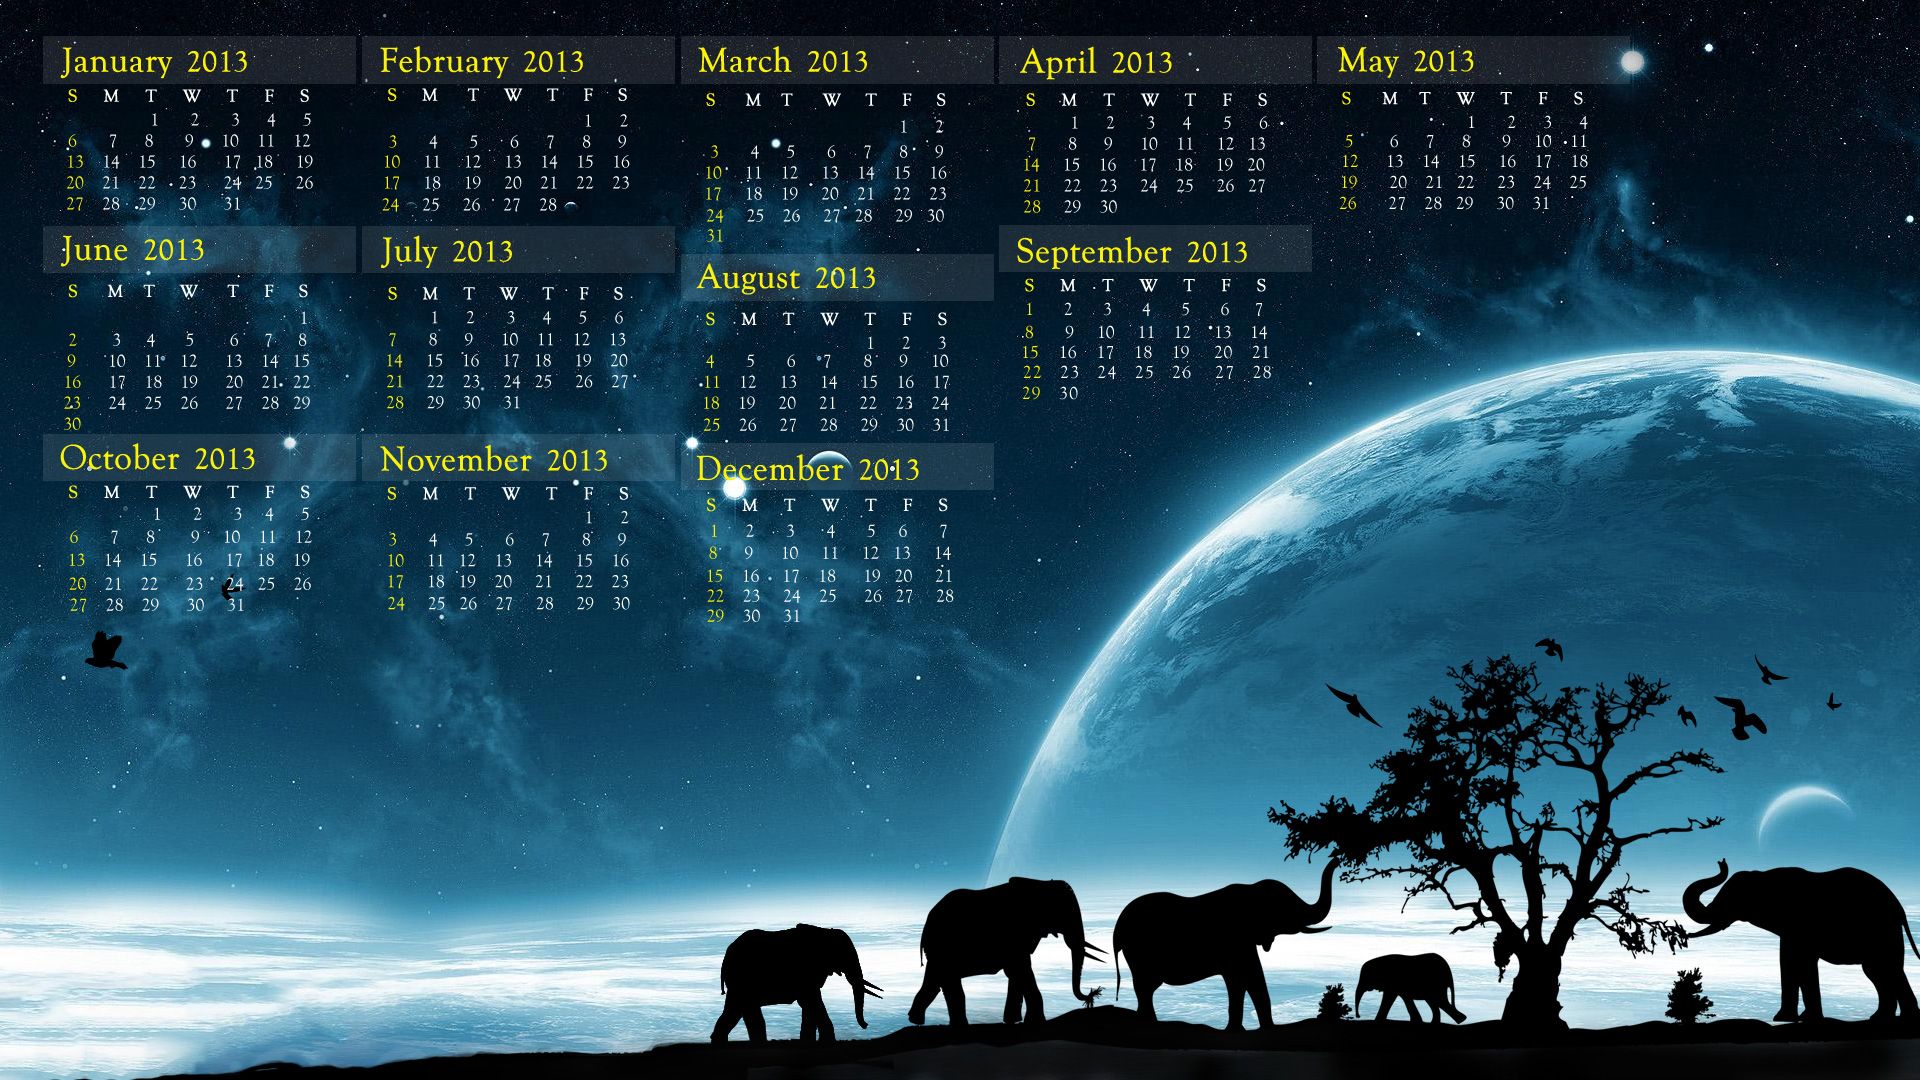 January 2013
S M T W T F S
1 2 3 4 5
6 7 8 9 10 11 12
13 14 15 16 17 18 19
20 21 22 23 24 25 26
27 28 29 30 31
February 2013
S M T W T F S
1 2
3 4 5 6 7 8 9
10 11 12 13 14 15 16
17 18 19 20 21 22 23
24 25 26 27 28
March 2013
S M T W T F S
1 2
3 4 5 6 7 8 9
10 11 12 13 14 15 16
17 18 19 20 21 22 23
24 25 26 27 28 29 30
31
April 2013
S M T W T F S
1 2 3 4 5 6
7 8 9 10 11 12 13
14 15 16 17 18 19 20
21 22 23 24 25 26 27
28 29 30
May 2013
S M T W T F S
1 2 3 4
5 6 7 8 9 10 11
12 13 14 15 16 17 18
19 20 21 22 23 24 25
26 27 28 29 30 31
June 2013
S M T W T F S
1
2 3 4 5 6 7 8
9 10 11 12 13 14 15
16 17 18 19 20 21 22
23 24 25 26 27 28 29
30
July 2013
S M T W T F S
1 2 3 4 5 6
7 8 9 10 11 12 13
14 15 16 17 18 19 20
21 22 23 24 25 26 27
28 29 30 31
August 2013
S M T W T F S
1 2 3
4 5 6 7 8 9 10
11 12 13 14 15 16 17
18 19 20 21 22 23 24
25 26 27 28 29 30 31
September 2013
S M T W T F S
1 2 3 4 5 6 7
8 9 10 11 12 13 14
15 16 17 18 19 20 21
22 23 24 25 26 27 28
29 30
October 2013
S M T W T F S
1 2 3 4 5
6 7 8 9 10 11 12
13 14 15 16 17 18 19
20 21 22 23 24 25 26
27 28 29 30 31
November 2013
S M T W T F S
1 2
3 4 5 6 7 8 9
10 11 12 13 14 15 16
17 18 19 20 21 22 23
24 25 26 27 28 29 30
December 2013
S M T W T F S
1 2 3 4 5 6 7
8 9 10 11 12 13 14
15 16 17 18 19 20 21
22 23 24 25 26 27 28
29 30 31